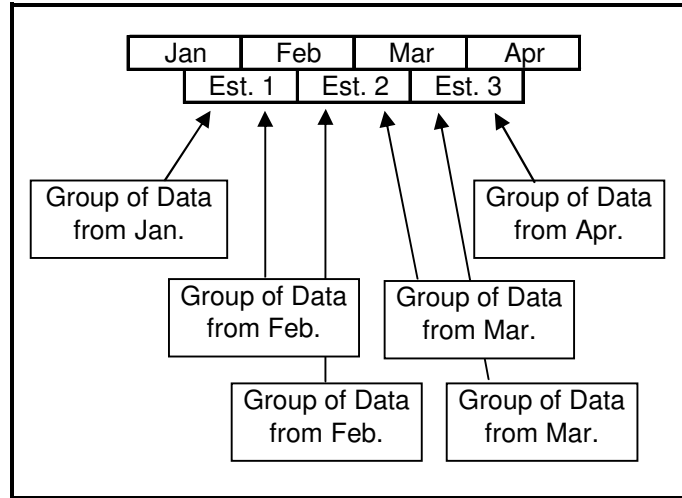 Jan Feb Mar Apr
Est. 1 Est. 2 Est. 3
Group of Data
from Jan.
Group of Data
from Apr.
Group of Data
from Feb.
Group of Data
from Mar.
Group of Data
from Feb.
Group of Data
from Mar.